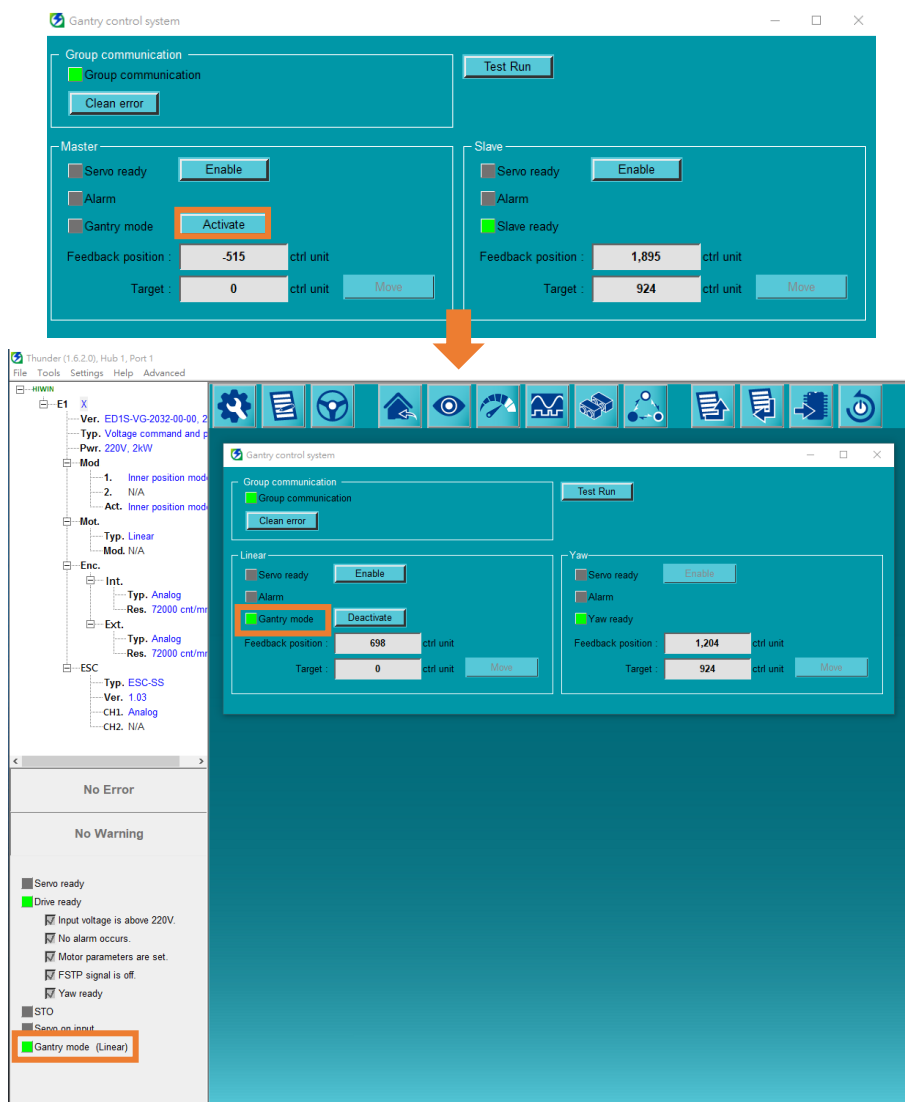 Gantry control system
Group communication
Group communication
Clean error
Test Run
Master
Servo ready Enable
Alarm
Gantry mode Activate
Feedback position : -515 ctrl unit
Target : 0 ctrl unit Move
Slave
Servo ready Enable
Alarm
Slave ready
Feedback position : 1,895 ctrl unit
Target : 924 ctrl unit Move
Thunder (1.6.2.0), Hub 1, Port 1
File Tools Settings Help Advanced
HIWIN
E1 X
Ver. ED1S-VG-2032-00-00, 2
Typ. Voltage command and p
Pwr. 220V, 2kW
Mod
1. Inner position mod
2. N/A
Act. Inner position mod
Mot.
Typ. Linear
Mod. N/A
Enc.
Int.
Typ. Analog
Res. 72000 cnt/mr
Ext.
Typ. Analog
Res. 72000 cnt/mr
ESC
Typ. ESC-SS
Ver. 1.03
CH1. Analog
CH2. N/A
No Error
No Warning
Servo ready
Drive ready
Input voltage is above 220V.
No alarm occurs.
Motor parameters are set.
FSTP signal is off.
Yaw ready
STO
Servo on input
Gantry mode (Linear)
Gantry control system
Group communication
Group communication
Clean error
Test Run
Linear
Servo ready Enable
Alarm
Gantry mode Deactivate
Feedback position : 698 ctrl unit
Target : 0 ctrl unit Move
Yaw
Servo ready Enable
Alarm
Yaw ready
Feedback position : 1,204 ctrl unit
Target : 924 ctrl unit Move